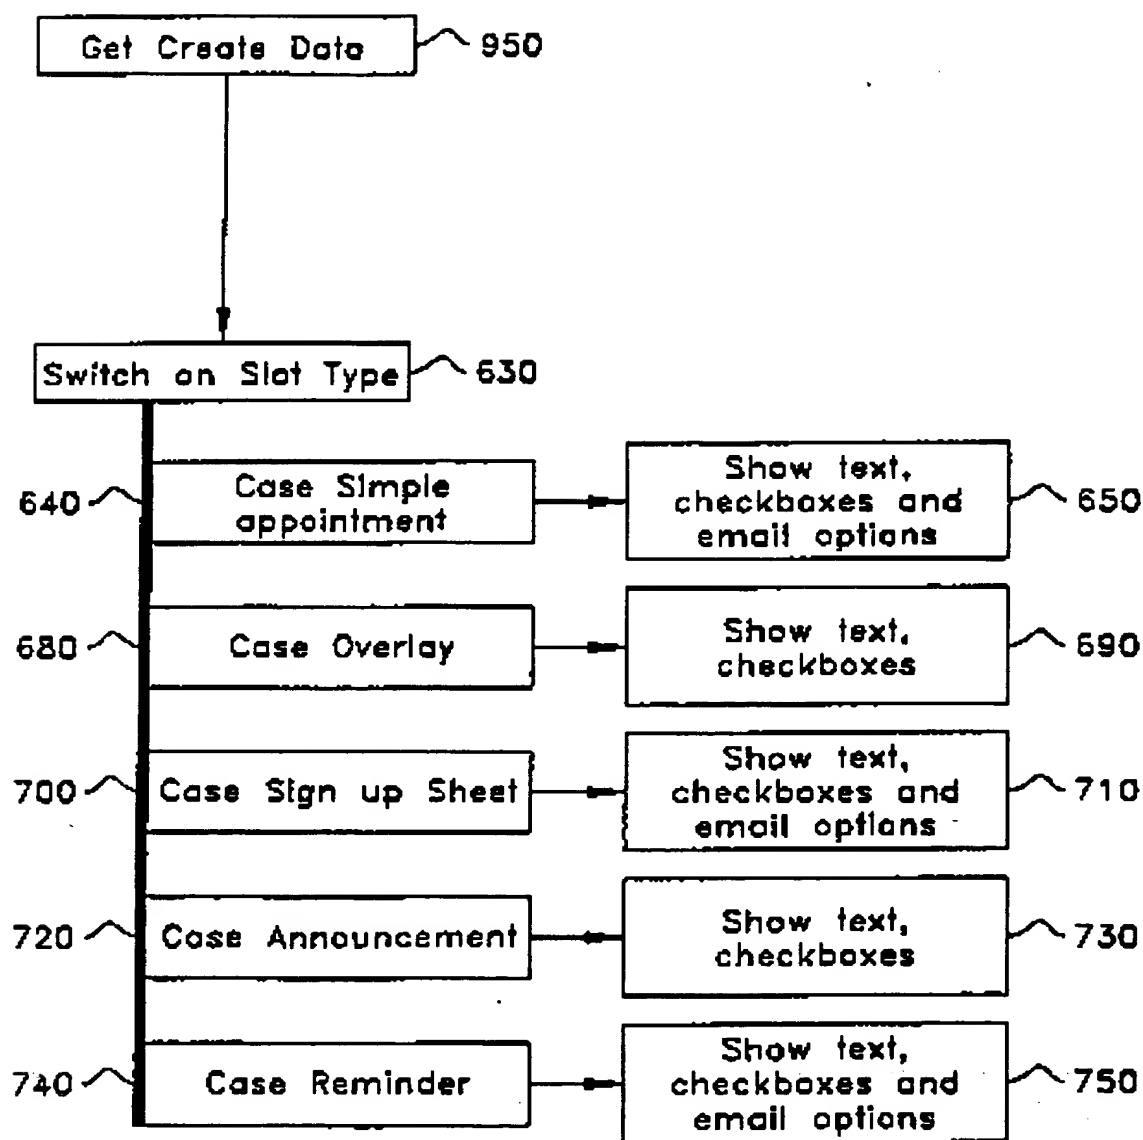 Get Create Data 950
Switch on Slot Type 630
640 Case Simple
appointment
Show text,
checkboxes and
email options 650
680 Case Overlay
Show text,
checkboxes 690
700 Case Sign up Sheet
Show text,
checkboxes and
email options 710
720 Case Announcement
Show text,
checkboxes 730
740 Case Reminder
Show text,
checkboxes and
email options 750